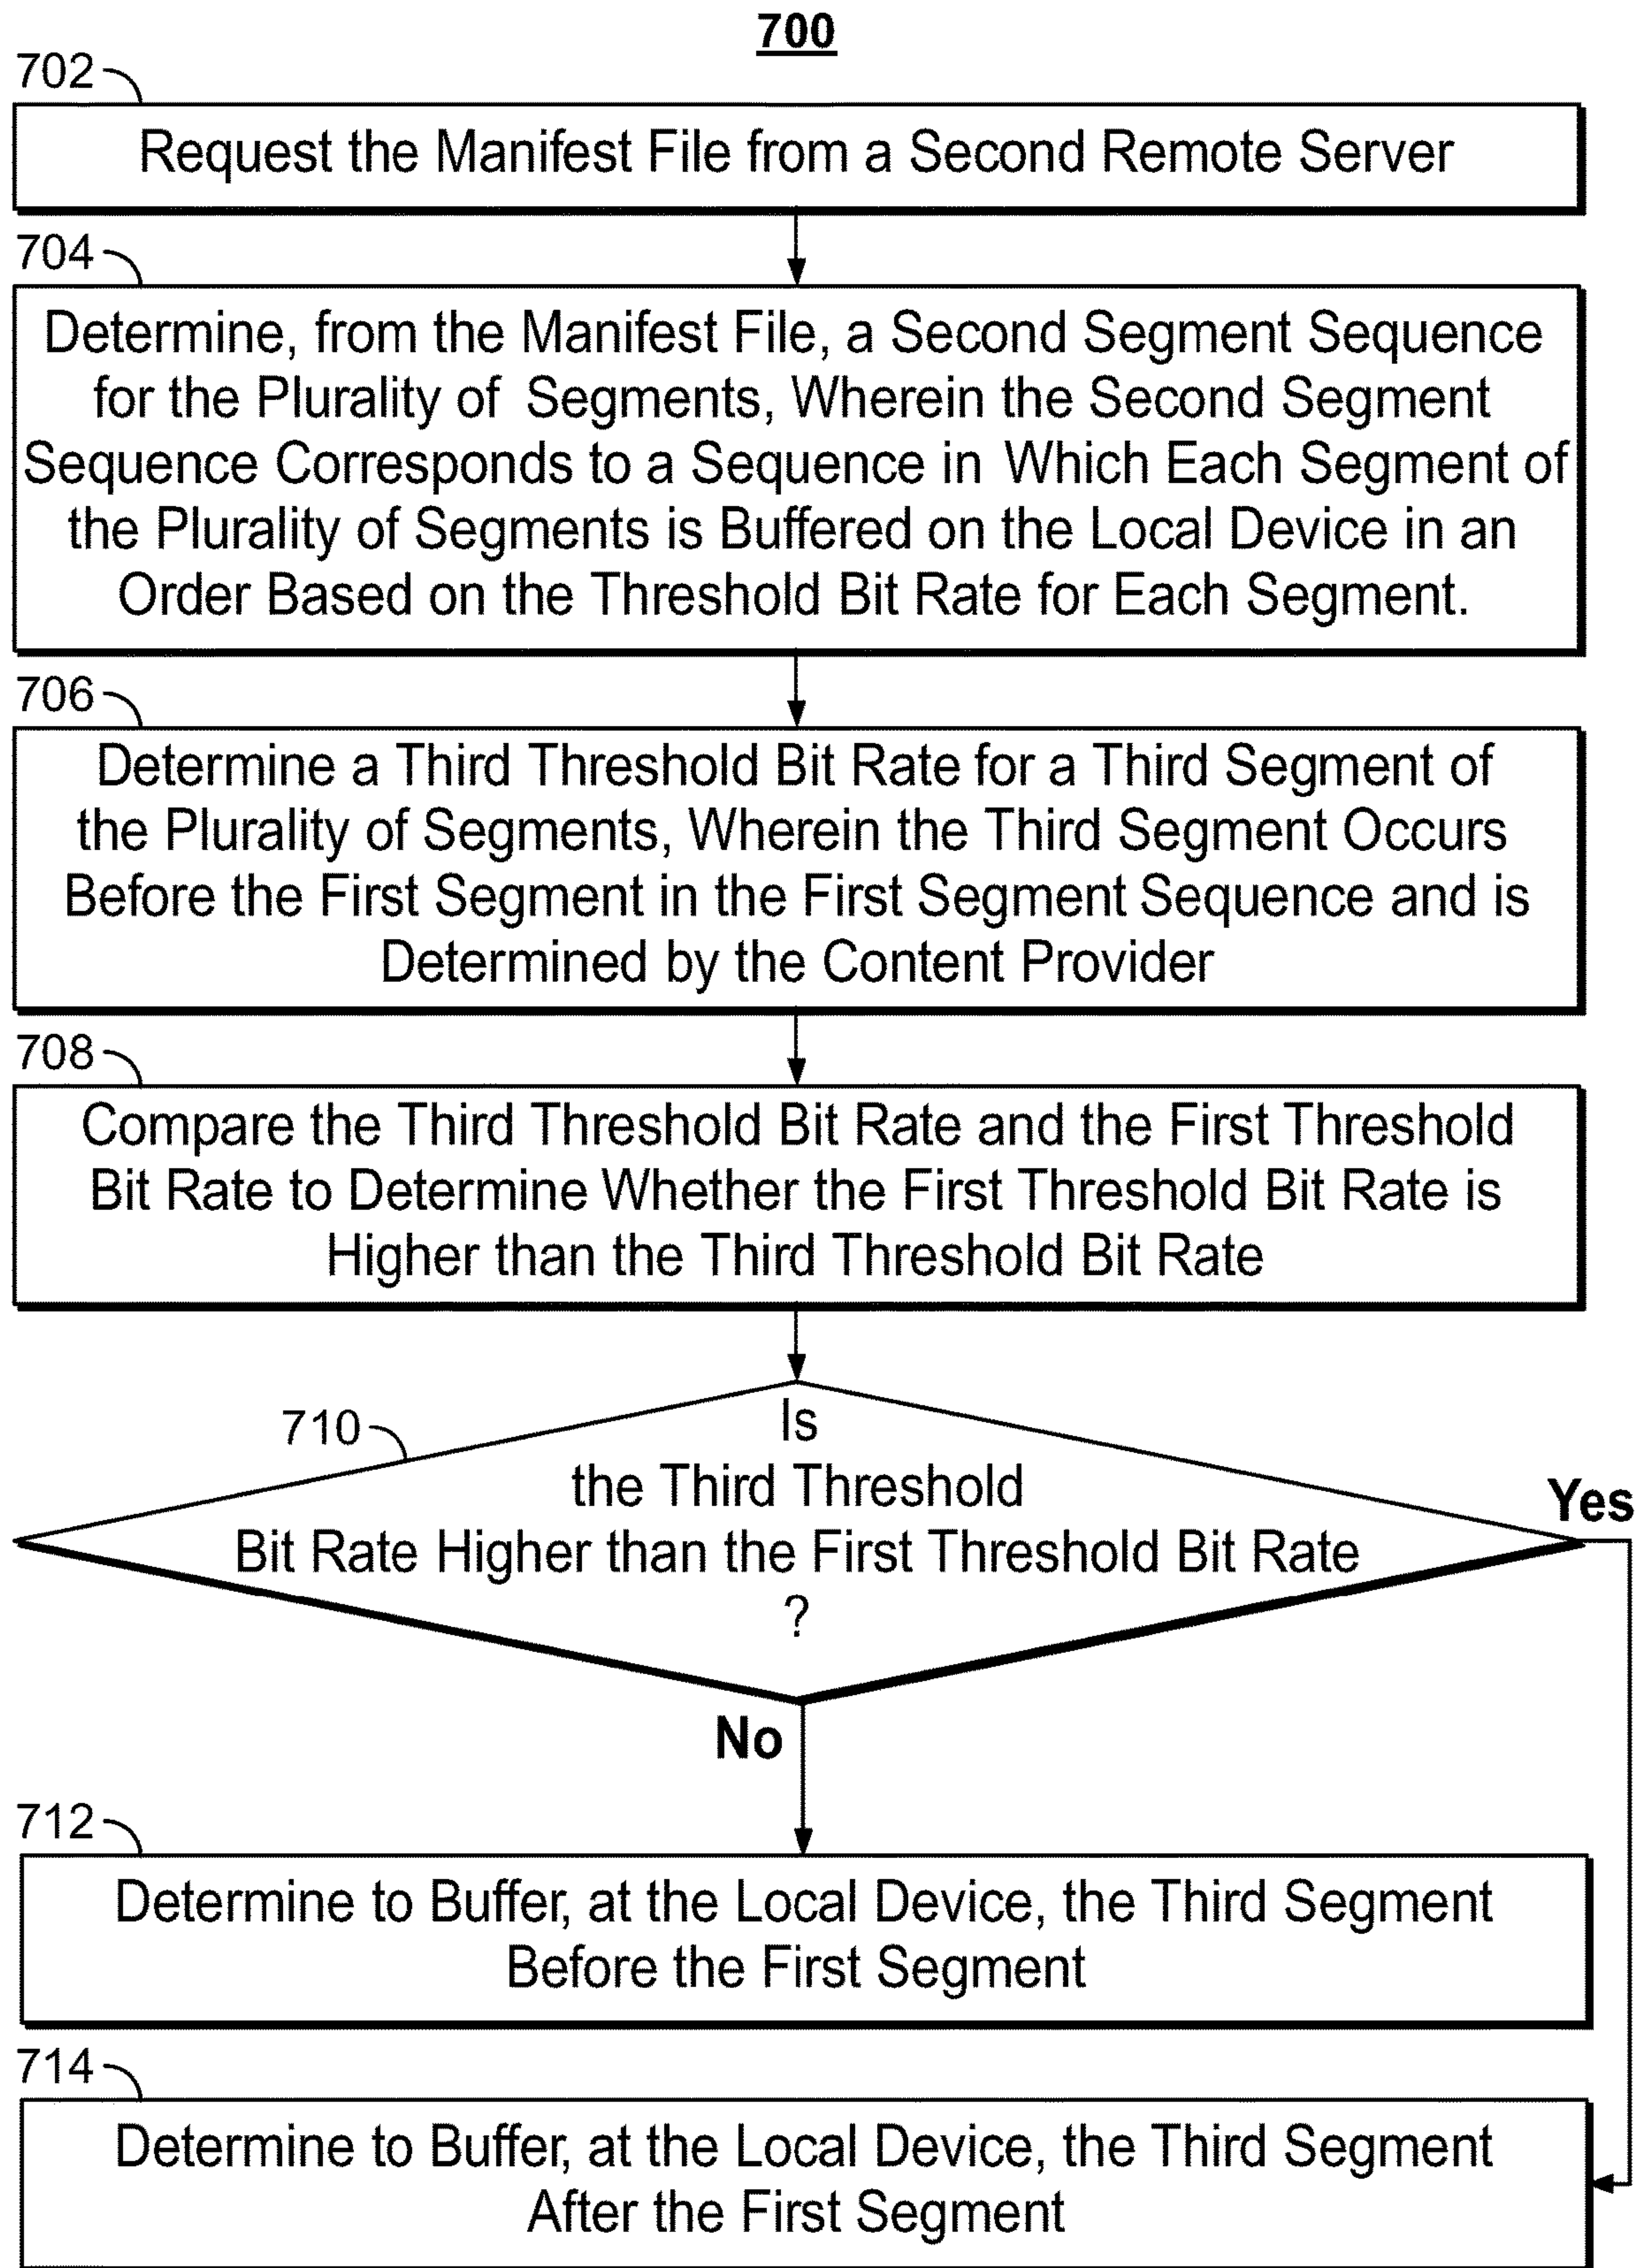 700
702
Request the Manifest File from a Second Remote Server
704
Determine, from the Manifest File, a Second Segment Sequence
for the Plurality of Segments, Wherein the Second Segment
Sequence Corresponds to a Sequence in Which Each Segment of
the Plurality of Segments is Buffered on the Local Device in an
Order Based on the Threshold Bit Rate for Each Segment.
706
Determine a Third Threshold Bit Rate for a Third Segment of
the Plurality of Segments, Wherein the Third Segment Occurs
Before the First Segment in the First Segment Sequence and is
Determined by the Content Provider
708
Compare the Third Threshold Bit Rate and the First Threshold
Bit Rate to Determine Whether the First Threshold Bit Rate is
Higher than the Third Threshold Bit Rate
710
Is
the Third Threshold
Bit Rate Higher than the First Threshold Bit Rate
?
Yes
No
712
Determine to Buffer, at the Local Device, the Third Segment
Before the First Segment
714
Determine to Buffer, at the Local Device, the Third Segment
After the First Segment